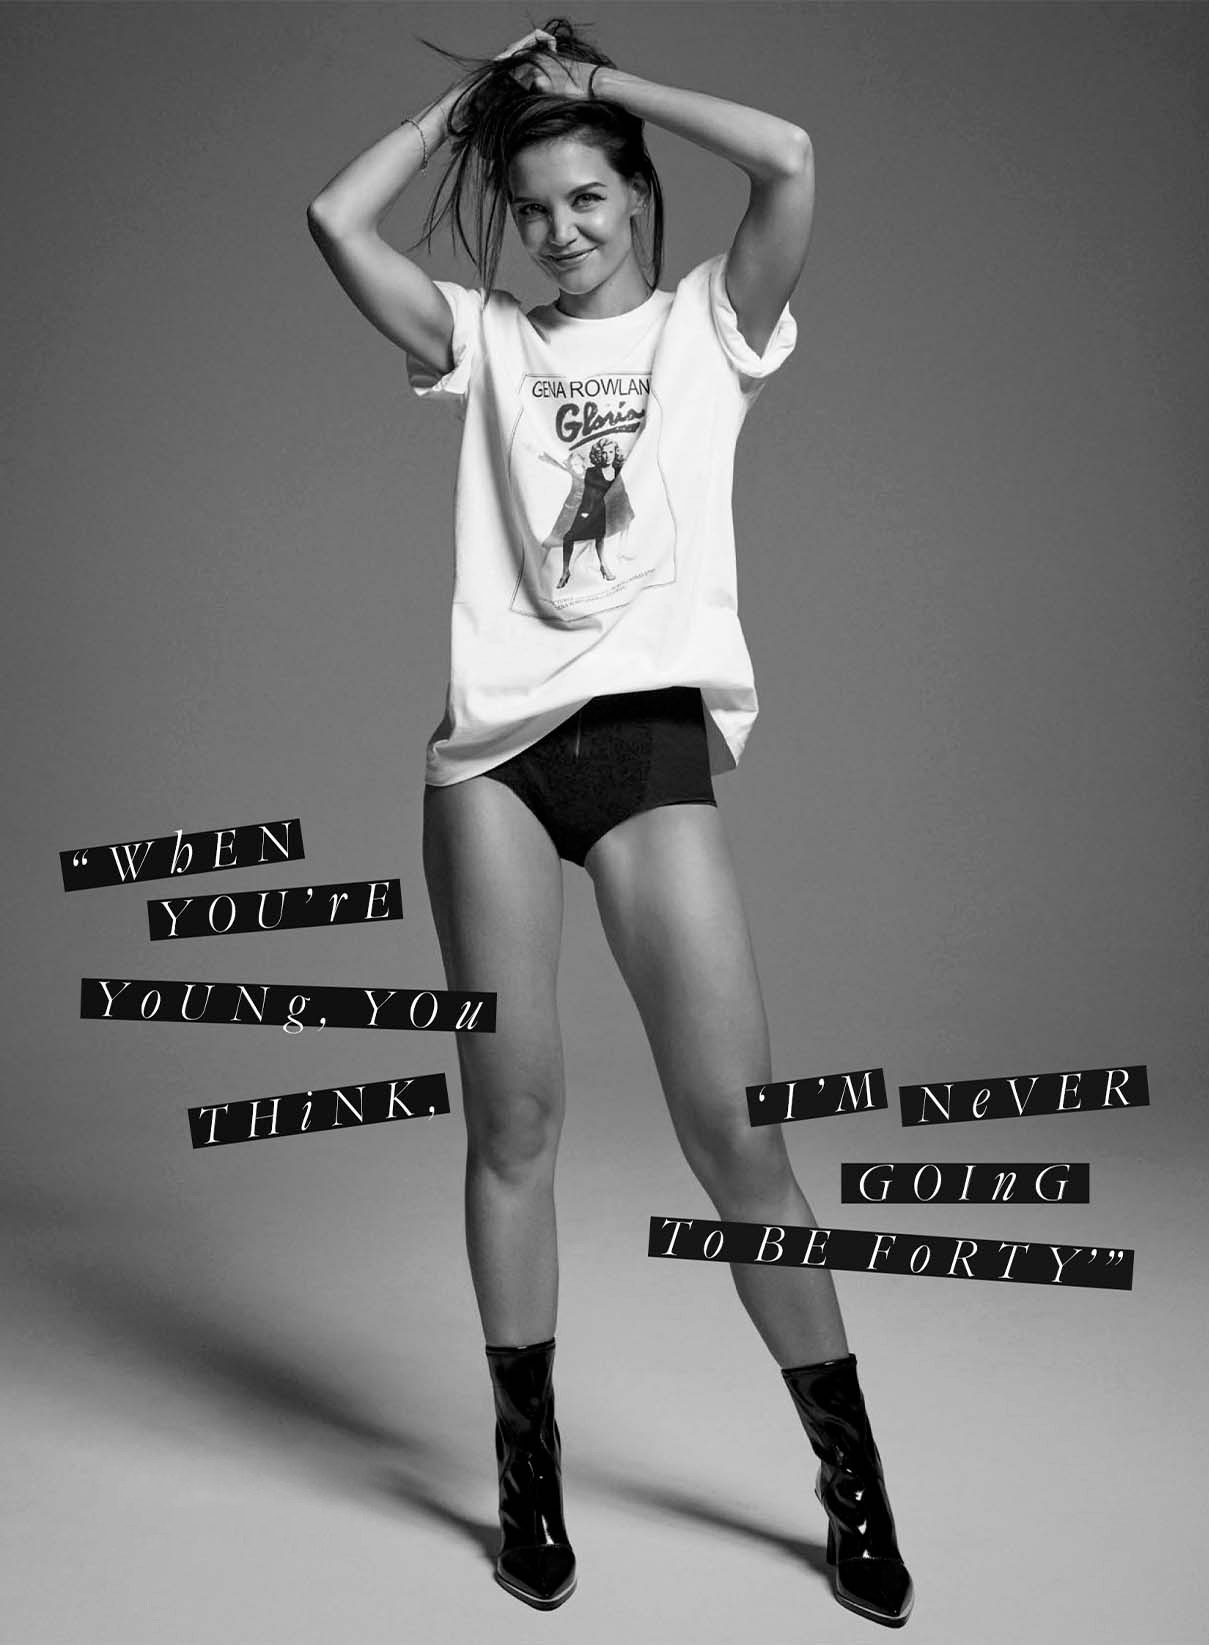 GENA ROWLAN
Gloria
“WhEN
YOU’rE
YoUNg, YOu
THiNK,
‘I’M NeVER
GOInG
To BE FoRTY’”